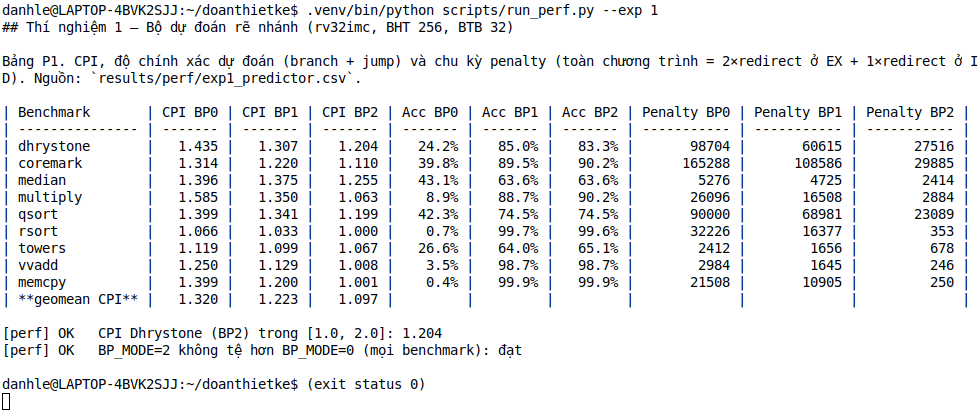 danhle@LAPTOP-4BVK2SJJ:~/doanthietke$ .venv/bin/python scripts/run_perf.py --exp 1
## Thí nghiệm 1 — Bộ dự đoán rẽ nhánh (rv32imc, BHT 256, BTB 32)
Bảng P1. CPI, độ chính xác dự đoán (branch + jump) và chu kỳ penalty (toàn chương trình = 2×redirect ở EX + 1×redirect ở I
D). Nguồn: `results/perf/exp1_predictor.csv`.
| Benchmark       | CPI BP0 | CPI BP1 | CPI BP2 | Acc BP0 | Acc BP1 | Acc BP2 | Penalty BP0 | Penalty BP1 | Penalty BP2 |
| --------------- | ------- | ------- | ------- | ------- | ------- | ------- | ----------- | ----------- | ----------- |
| dhrystone       |   1.435 |   1.307 |   1.204 |   24.2% |   85.0% |   83.3% |       98704 |       60615 |       27516 |
| coremark        |   1.314 |   1.220 |   1.110 |   39.8% |   89.5% |   90.2% |      165288 |      108586 |       29885 |
| median          |   1.396 |   1.375 |   1.255 |   43.1% |   63.6% |   63.6% |        5276 |        4725 |        2414 |
| multiply        |   1.585 |   1.350 |   1.063 |    8.9% |   88.7% |   90.2% |       26096 |       16508 |        2884 |
| qsort           |   1.399 |   1.341 |   1.199 |   42.3% |   74.5% |   74.5% |       90000 |       68981 |       23089 |
| rsort           |   1.066 |   1.033 |   1.000 |    0.7% |   99.7% |   99.6% |       32226 |       16377 |         353 |
| towers          |   1.119 |   1.099 |   1.067 |   26.6% |   64.0% |   65.1% |        2412 |        1656 |         678 |
| vvadd           |   1.250 |   1.129 |   1.008 |    3.5% |   98.7% |   98.7% |        2984 |        1645 |         246 |
| memcpy          |   1.399 |   1.200 |   1.001 |    0.4% |   99.9% |   99.9% |       21508 |       10905 |         250 |
| **geomean CPI** |   1.320 |   1.223 |   1.097 |         |         |         |             |             |             |
[perf] OK   CPI Dhrystone (BP2) trong [1.0, 2.0]: 1.204
[perf] OK   BP_MODE=2 không tệ hơn BP_MODE=0 (mọi benchmark): đạt
danhle@LAPTOP-4BVK2SJJ:~/doanthietke$ (exit status 0)